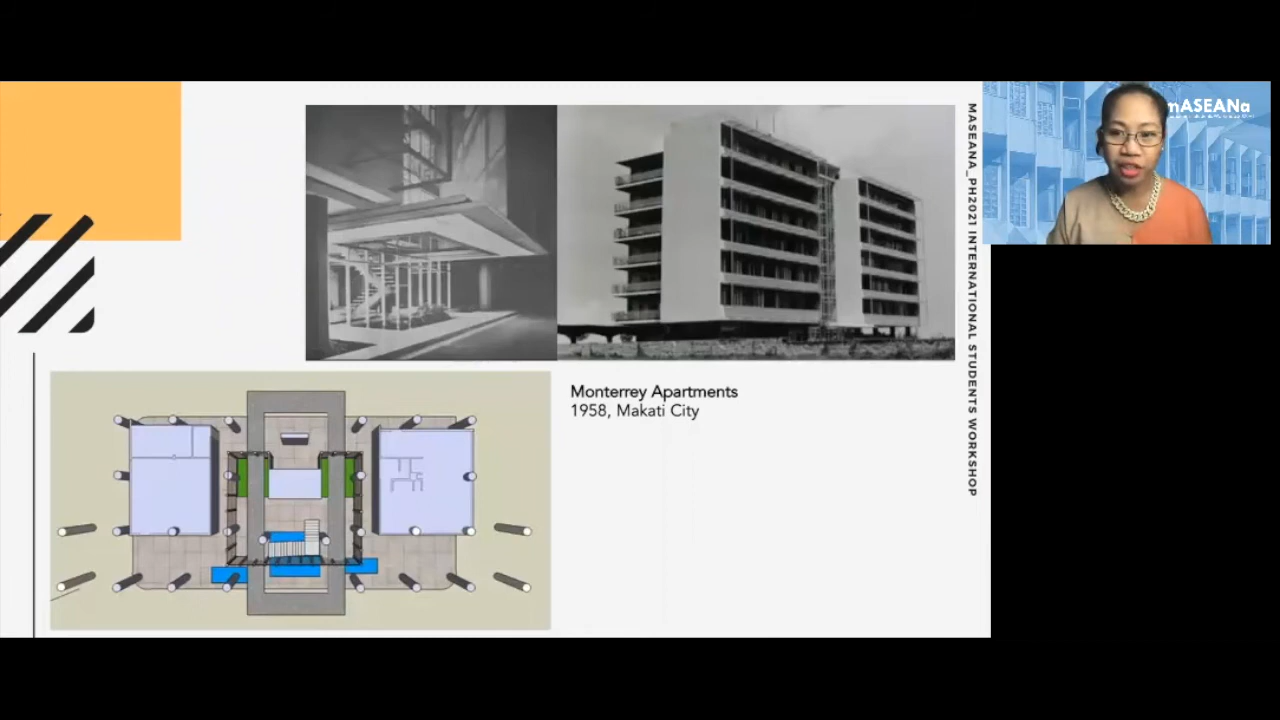 Monterrey Apartments
1958, Makati City
MASEANA_PH2021 INTERNATIONAL STUDENTS WORKSHOP
mASEANa